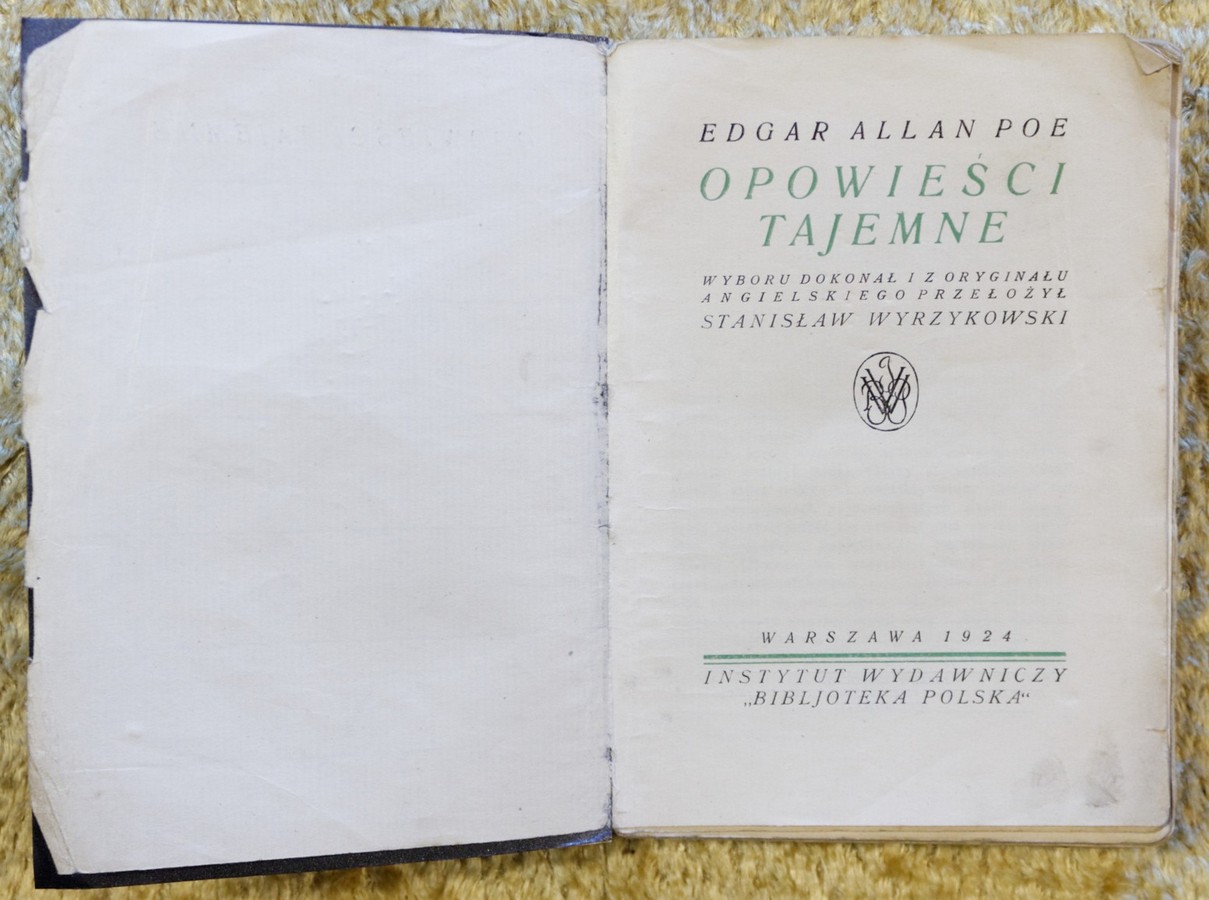 EDGAR ALLAN POE
OPOWIEŚCI
TAJEMNE
WYBORU DOKONAŁ I Z ORYGINAŁU
ANGIELSKIEGO PRZEŁOŻYŁ
STANISŁAW WYRZYKOWSKI
WARSZAWA 1924
INSTYTUT WYDAWNICZY
„BIBLJOTEKA POLSKA“